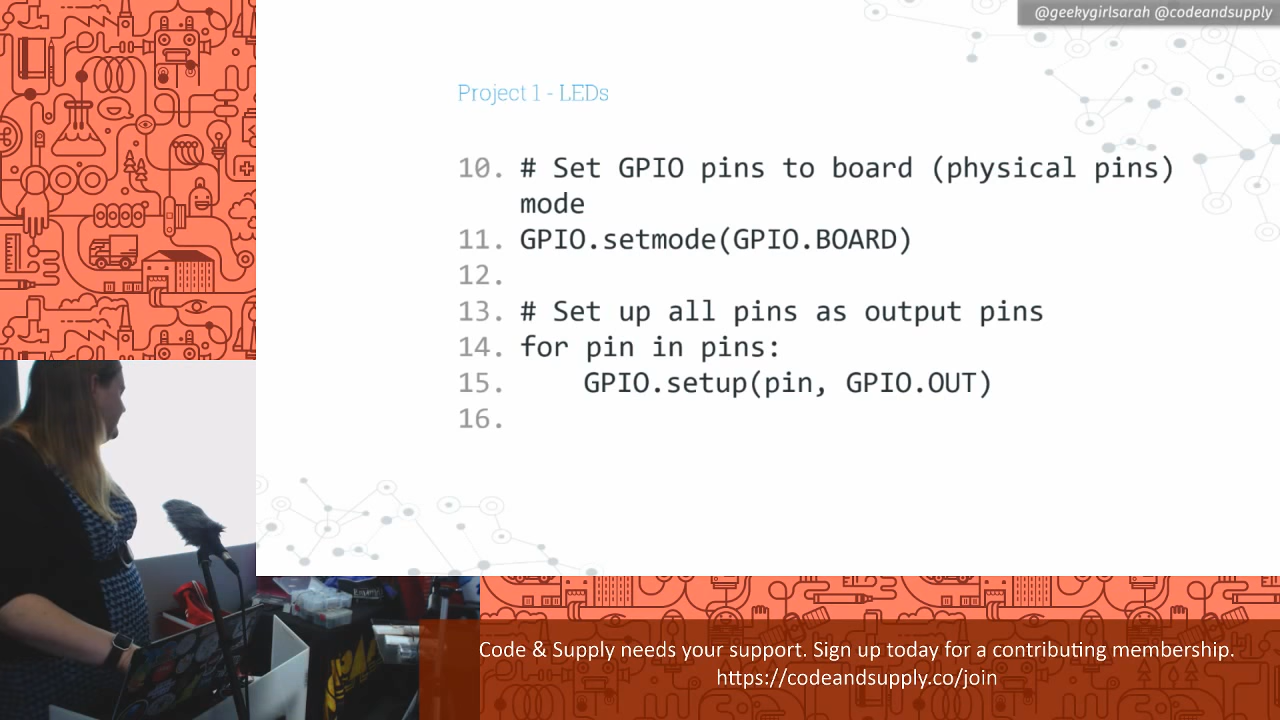 @geekygirlsarah @codeandsupply
Project 1 - LEDs
10. # Set GPIO pins to board (physical pins)
mode
11. GPIO.setmode(GPIO.BOARD)
12.
13. # Set up all pins as output pins
14. for pin in pins:
15.     GPIO.setup(pin, GPIO.OUT)
16.
Code & Supply needs your support. Sign up today for a contributing membership.
https://codeandsupply.co/join